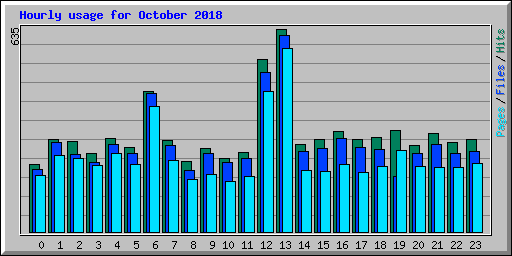 Hourly usage for October 2018
635
Pages / Files / Hits
0 1 2 3 4 5 6 7 8 9 10 11 12 13 14 15 16 17 18 19 20 21 22 23